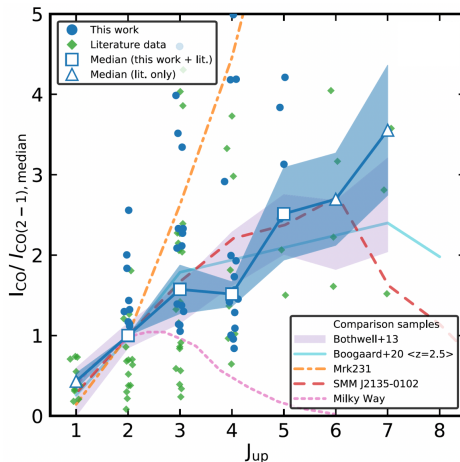 5
4
3
2
1
0
I_CO/ I_CO(2−1), median
This work
Literature data
Median (this work + lit.)
Median (lit. only)
Comparison samples
Bothwell+13
Boogaard+20 <z=2.5>
Mrk231
SMM J2135-0102
Milky Way
1 2 3 4 5 6 7 8
J_up